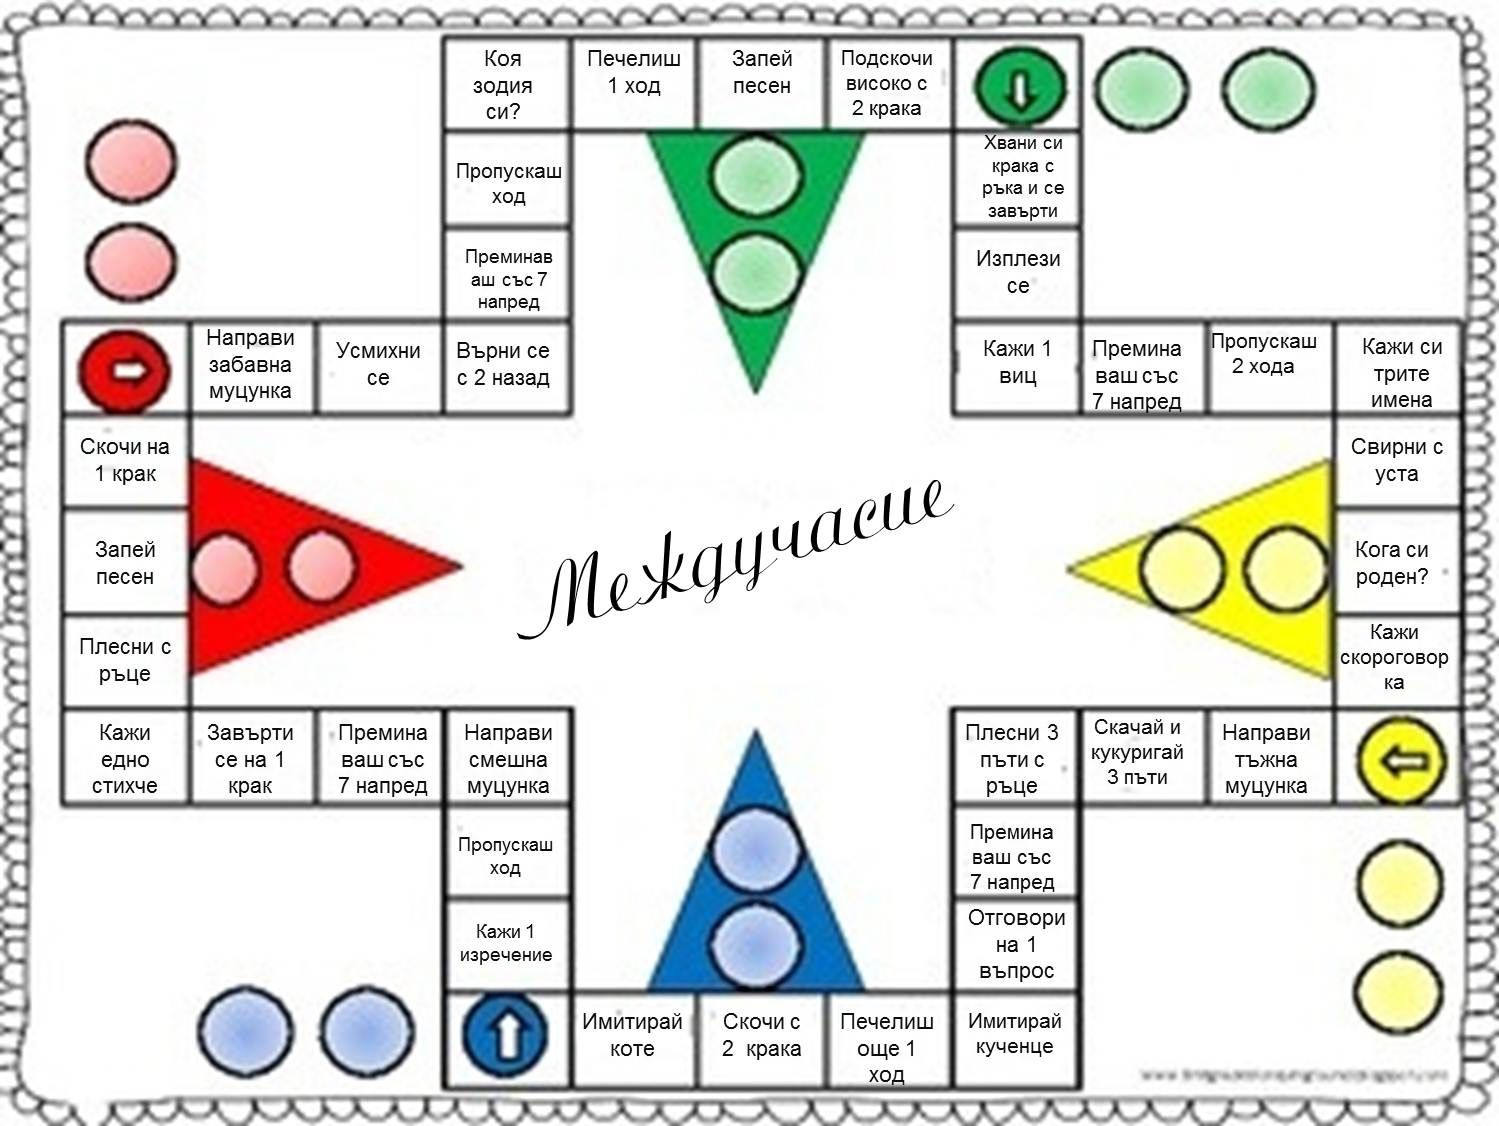 Коя
зодия
си?
Печелиш
1 ход
Запей
песен
Подскочи
високо с
2 крака
Хвани си
крака с
ръка и се
завърти
Пропускаш
ход
Изплези
се
Преминав
аш със 7
напред
Направи
забавна
муцунка
Усмихни
се
Върни се
с 2 назад
Кажи 1
виц
Премина
ваш със
7 напред
Пропускаш
2 хода
Кажи си
трите
имена
Скочи на
1 крак
Свирни с
уста
Запей
песен
Междучасие
Кога си
роден?
Плесни с
ръце
Кажи
скороговор
ка
Кажи
едно
стихче
Завърти
се на 1
крак
Премина
ваш със
7 напред
Направи
смешна
муцунка
Плесни 3
пъти с
ръце
Скачай и
кукуригай
3 пъти
Направи
тъжна
муцунка
Пропускаш
ход
Премина
ваш със
7 напред
Кажи 1
изречение
Отговори
на 1
въпрос
Имитирай
коте
Скочи с
2 крака
Печелиш
още 1
ход
Имитирай
кученце